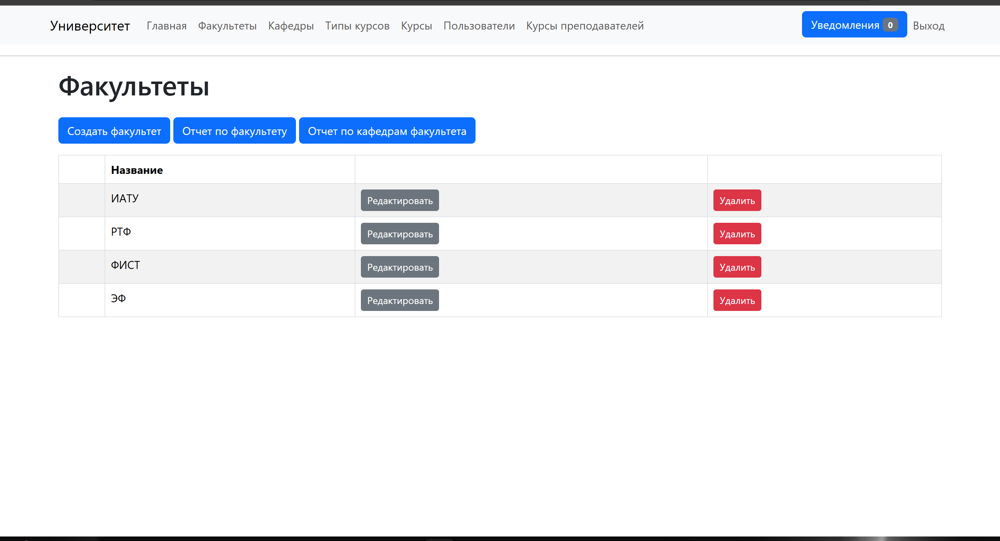 Университет Главная Факультеты Кафедры Типы курсов Курсы Пользователи Курсы преподавателей Уведомления 0 Выход
Факультеты
Создать факультет Отчет по факультету Отчет по кафедрам факультета
Название
ИАТУ Редактировать Удалить
РТФ Редактировать Удалить
ФИСТ Редактировать Удалить
ЭФ Редактировать Удалить